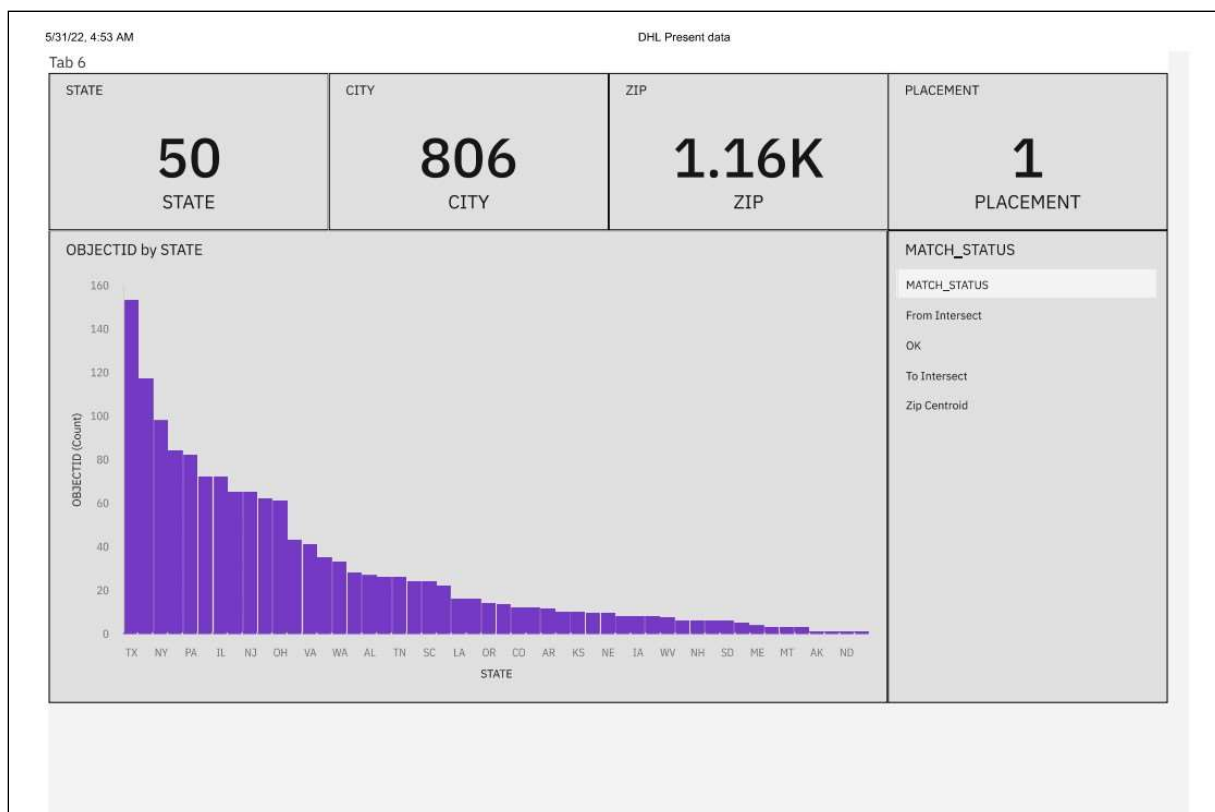 5/31/22, 4:53 AM
DHL Present data
Tab 6
STATE
50
STATE
CITY
806
CITY
ZIP
1.16K
ZIP
PLACEMENT
1
PLACEMENT
OBJECTID by STATE
160
140
120
100
80
60
40
20
0
OBJECTID (Count)
TX NY PA IL NJ OH VA WA AL TN SC LA OR CO AR KS NE IA WV NH SD ME MT AK ND
STATE
MATCH_STATUS
MATCH_STATUS
From Intersect
OK
To Intersect
Zip Centroid